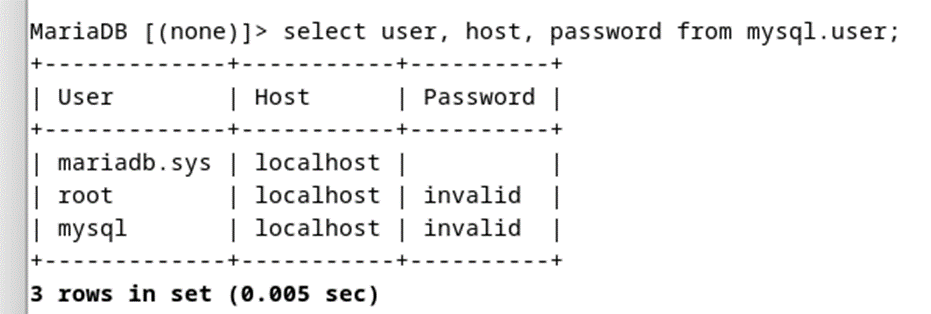 MariaDB [(none)]> select user, host, password from mysql.user;
+-------------+-----------+----------+
| User        | Host      | Password |
+-------------+-----------+----------+
| mariadb.sys | localhost |          |
| root        | localhost | invalid  |
| mysql       | localhost | invalid  |
+-------------+-----------+----------+
3 rows in set (0.005 sec)